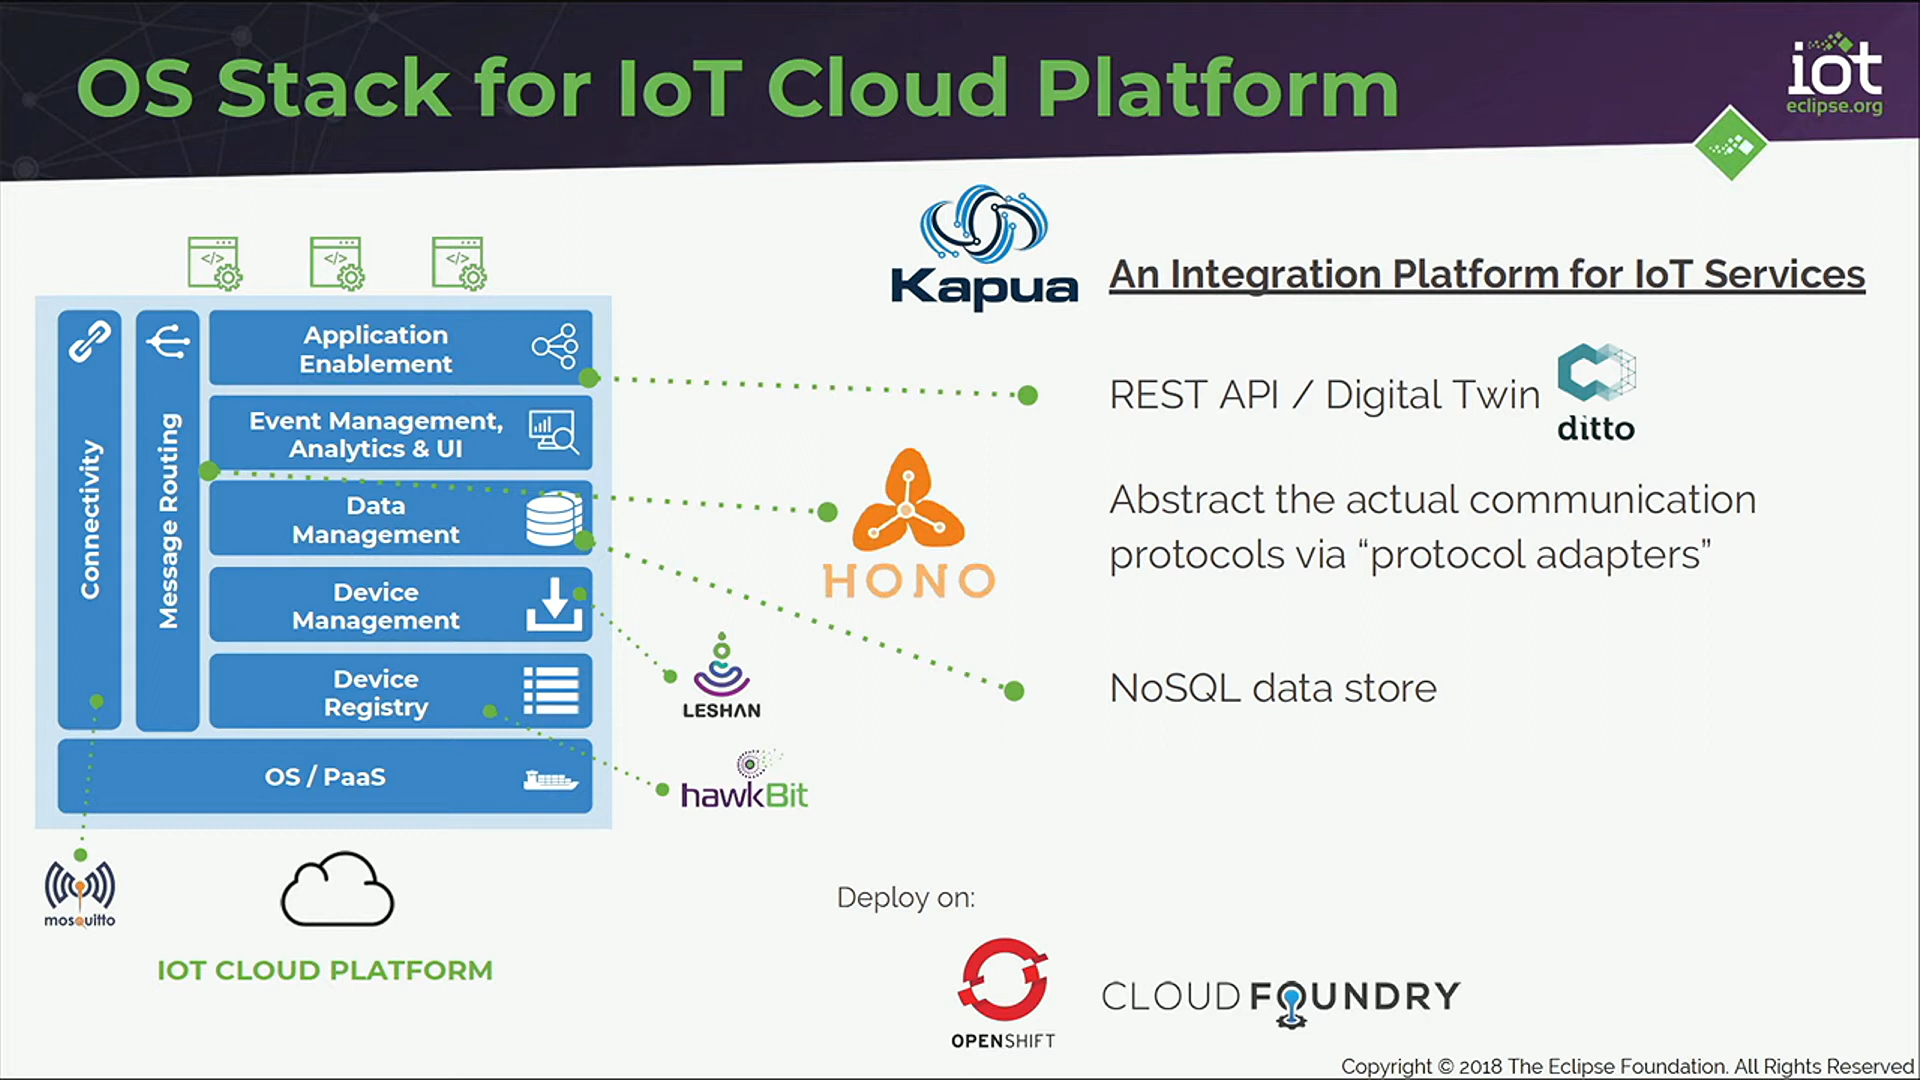 OS Stack for IoT Cloud Platform
iot
eclipse.org
Kapua
An Integration Platform for IoT Services
</>
</>
</>
Connectivity
Message Routing
Application
Enablement
Event Management,
Analytics & UI
Data
Management
Device
Management
Device
Registry
OS / PaaS
mosquitto
IOT CLOUD PLATFORM
REST API / Digital Twin
ditto
HONO
Abstract the actual communication
protocols via “protocol adapters”
LESHAN
NoSQL data store
hawkBit
Deploy on:
OPENSHIFT
CLOUD FOUNDRY
Copyright © 2018 The Eclipse Foundation. All Rights Reserved